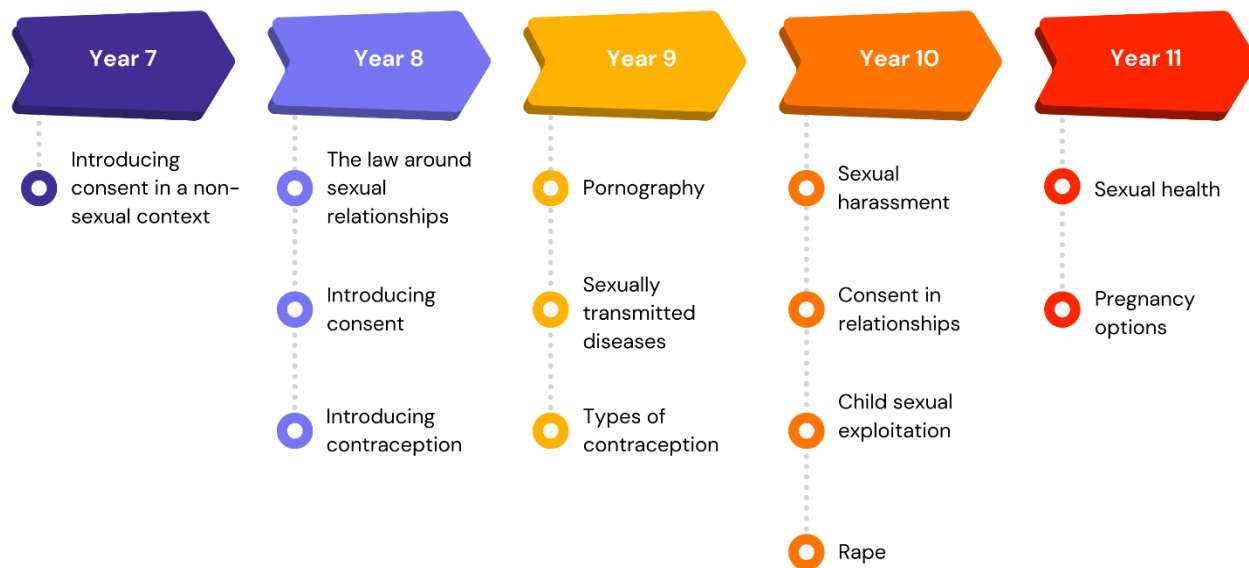 Year 7
Introducing
consent in a non-
sexual context
Year 8
The law around
sexual
relationships
Introducing
consent
Introducing
contraception
Year 9
Pornography
Sexually
transmitted
diseases
Types of
contraception
Year 10
Sexual
harassment
Consent in
relationships
Child sexual
exploitation
Rape
Year 11
Sexual health
Pregnancy
options